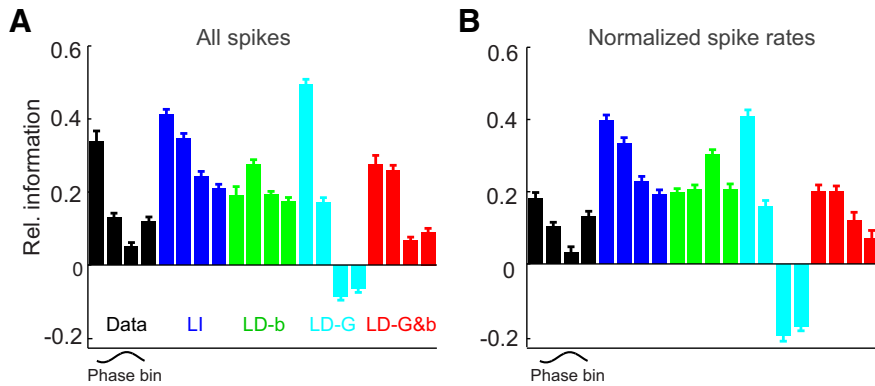 A
All spikes
Rel. information
0.6
0.4
0.2
0
-0.2
Data
LI
LD-b
LD-G
LD-G&b
Phase bin
B
Normalized spike rates
0.6
0.4
0.2
0
-0.2
Phase bin